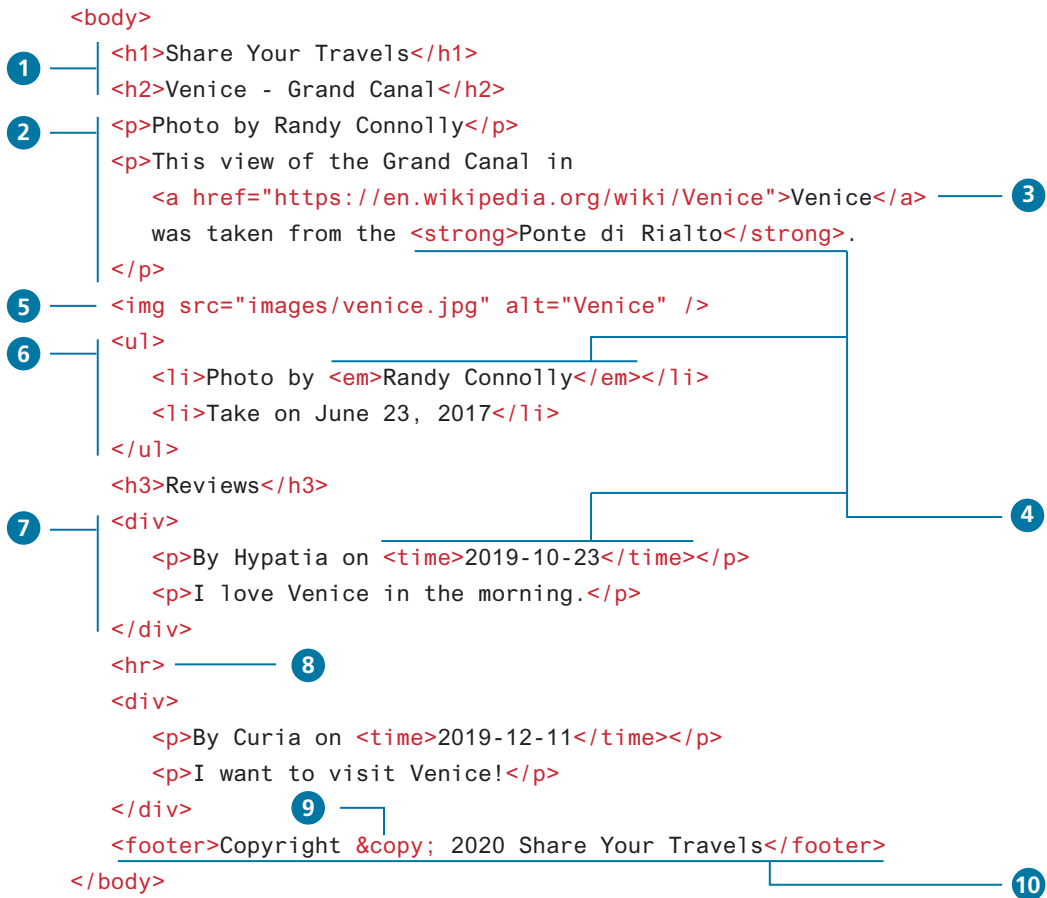 <body>
1
<h1>Share Your Travels</h1>
<h2>Venice - Grand Canal</h2>
2
<p>Photo by Randy Connolly</p>
<p>This view of the Grand Canal in
<a href="https://en.wikipedia.org/wiki/Venice">Venice</a>
3
was taken from the <strong>Ponte di Rialto</strong>.
</p>
5
<img src="images/venice.jpg" alt="Venice" />
6
<ul>
<li>Photo by <em>Randy Connolly</em></li>
<li>Take on June 23, 2017</li>
</ul>
<h3>Reviews</h3>
7
<div>
4
<p>By Hypatia on <time>2019-10-23</time></p>
<p>I love Venice in the morning.</p>
</div>
<hr>
8
<div>
<p>By Curia on <time>2019-12-11</time></p>
<p>I want to visit Venice!</p>
</div>
9
<footer>Copyright &copy; 2020 Share Your Travels</footer>
</body>
10